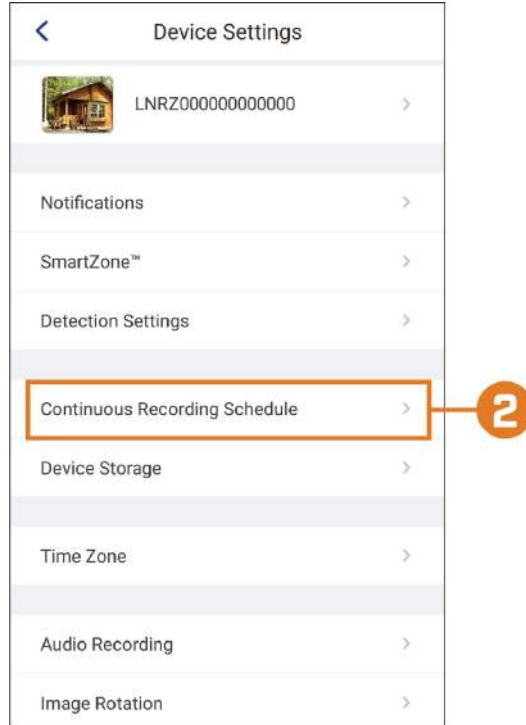 Device Settings
LNRZ000000000000
Notifications
SmartZone™
Detection Settings
Continuous Recording Schedule
2
Device Storage
Time Zone
Audio Recording
Image Rotation